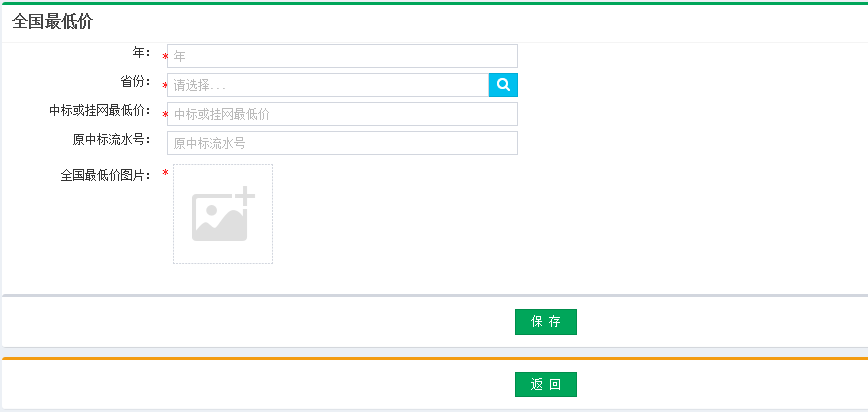 全国最低价
年： * 年
省份： * 请选择...
中标或挂网最低价： * 中标或挂网最低价
原中标流水号： 原中标流水号
全国最低价图片： *
保 存
返 回